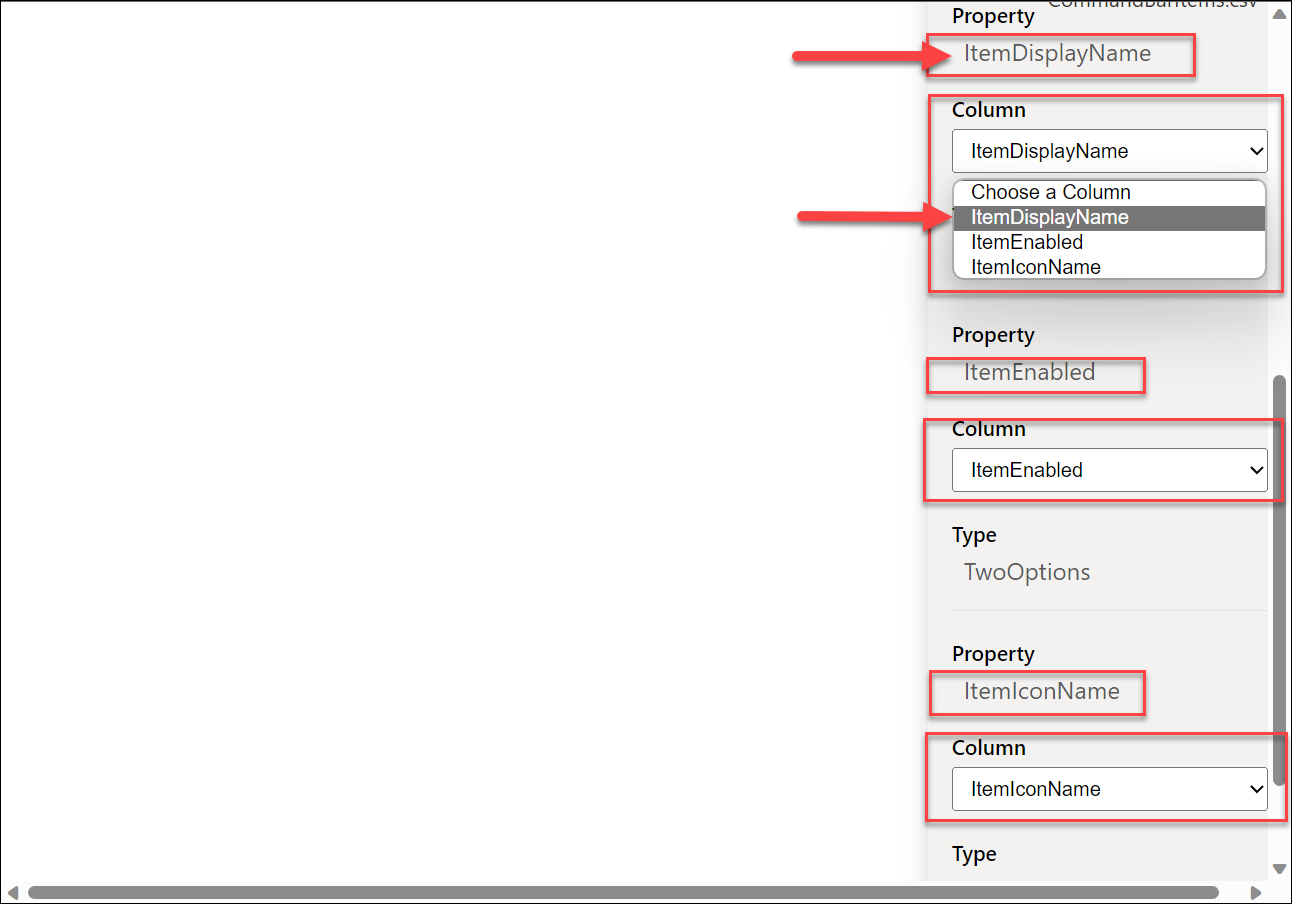 CommandBarItems.csv
Property
ItemDisplayName
Column
ItemDisplayName
Choose a Column
ItemDisplayName
ItemEnabled
ItemIconName
Property
ItemEnabled
Column
ItemEnabled
Type
TwoOptions
Property
ItemIconName
Column
ItemIconName
Type